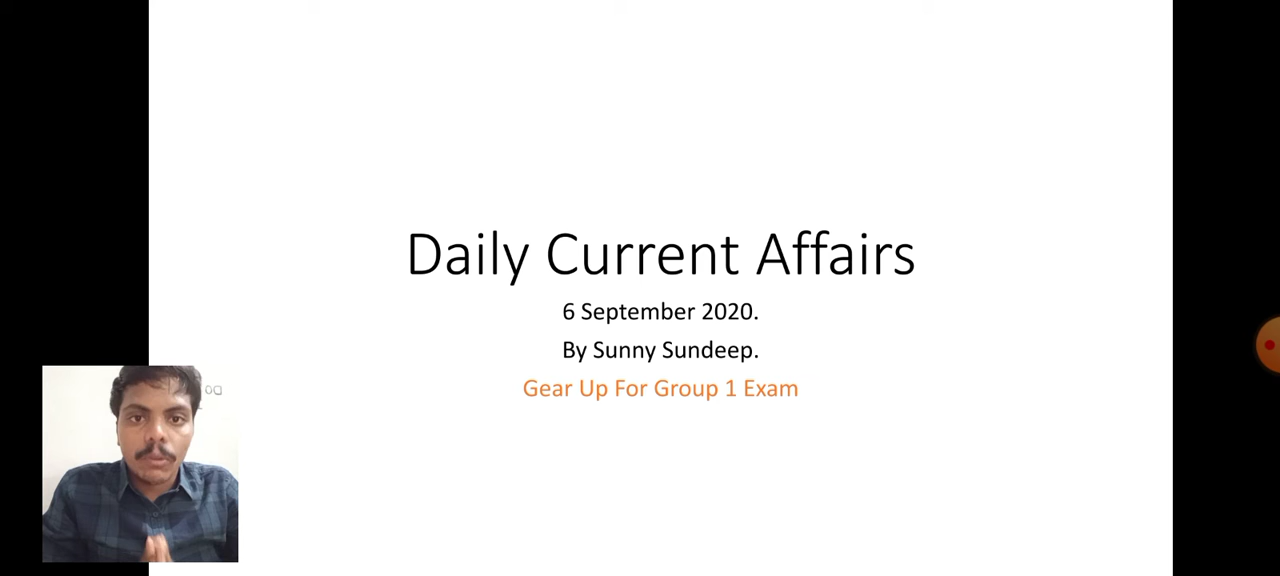 Daily Current Affairs
6 September 2020.
By Sunny Sundeep.
Gear Up For Group 1 Exam